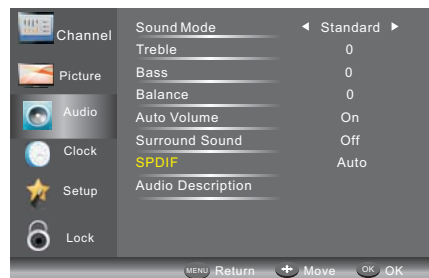 Channel
Picture
Audio
Clock
Setup
Lock
Sound Mode Standard
Treble 0
Bass 0
Balance 0
Auto Volume On
Surround Sound Off
SPDIF Auto
Audio Description
MENU Return Move OK OK